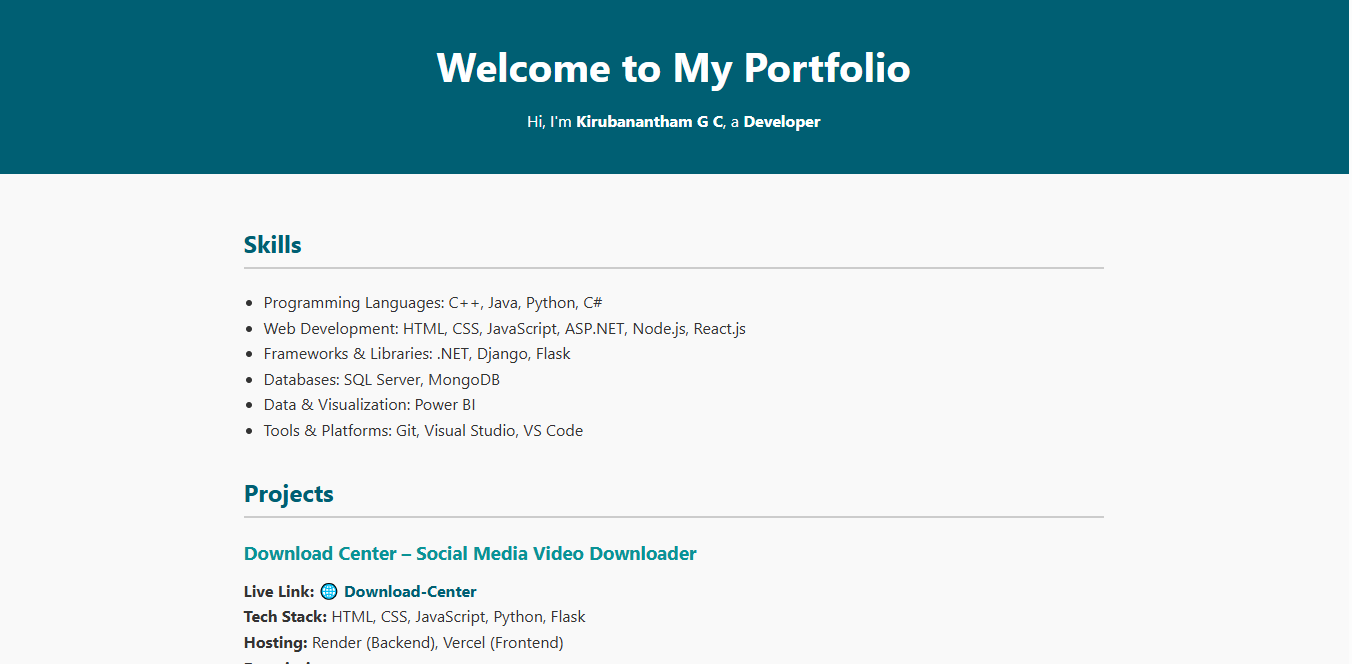 Welcome to My Portfolio
Hi, I'm Kirubanantham G C, a Developer
Skills
Programming Languages: C++, Java, Python, C#
Web Development: HTML, CSS, JavaScript, ASP.NET, Node.js, React.js
Frameworks & Libraries: .NET, Django, Flask
Databases: SQL Server, MongoDB
Data & Visualization: Power BI
Tools & Platforms: Git, Visual Studio, VS Code
Projects
Download Center – Social Media Video Downloader
Live Link: 🌐 Download-Center
Tech Stack: HTML, CSS, JavaScript, Python, Flask
Hosting: Render (Backend), Vercel (Frontend)